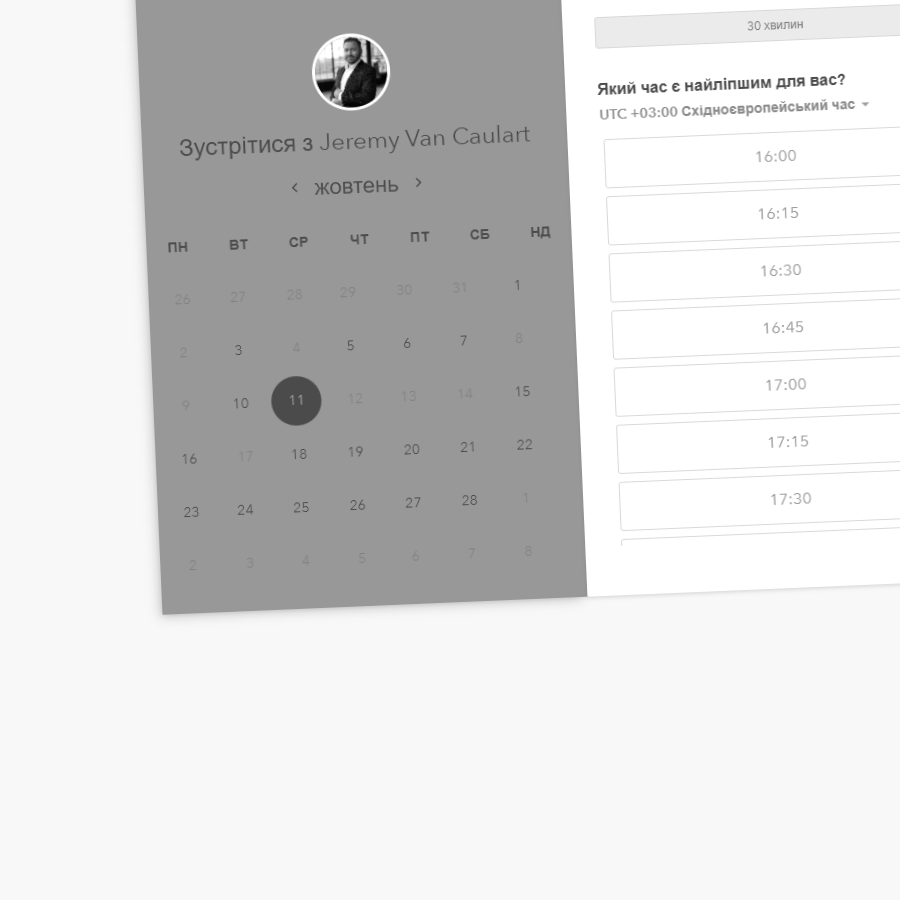 Зустрітися з Jeremy Van Caulart
‹ жовтень ›
ПН ВТ СР ЧТ ПТ СБ НД
26 27 28 29 30 31 1
2 3 4 5 6 7 8
9 10 11 12 13 14 15
16 17 18 19 20 21 22
23 24 25 26 27 28 1
2 3 4 5 6 7 8
30 хвилин
Який час є найліпшим для вас?
UTC +03:00 Східноєвропейський час
16:00
16:15
16:30
16:45
17:00
17:15
17:30